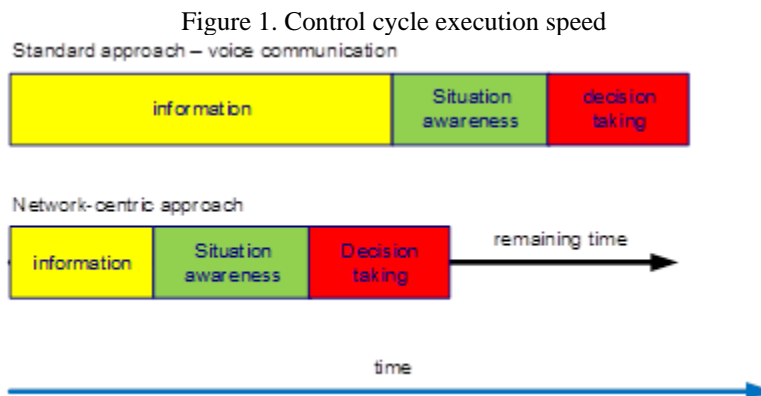 Figure 1. Control cycle execution speed
Standard approach – voice communication
information
Situation
awareness
decision
taking
Network-centric approach
information
Situation
awareness
Decision
taking
remaining time
time